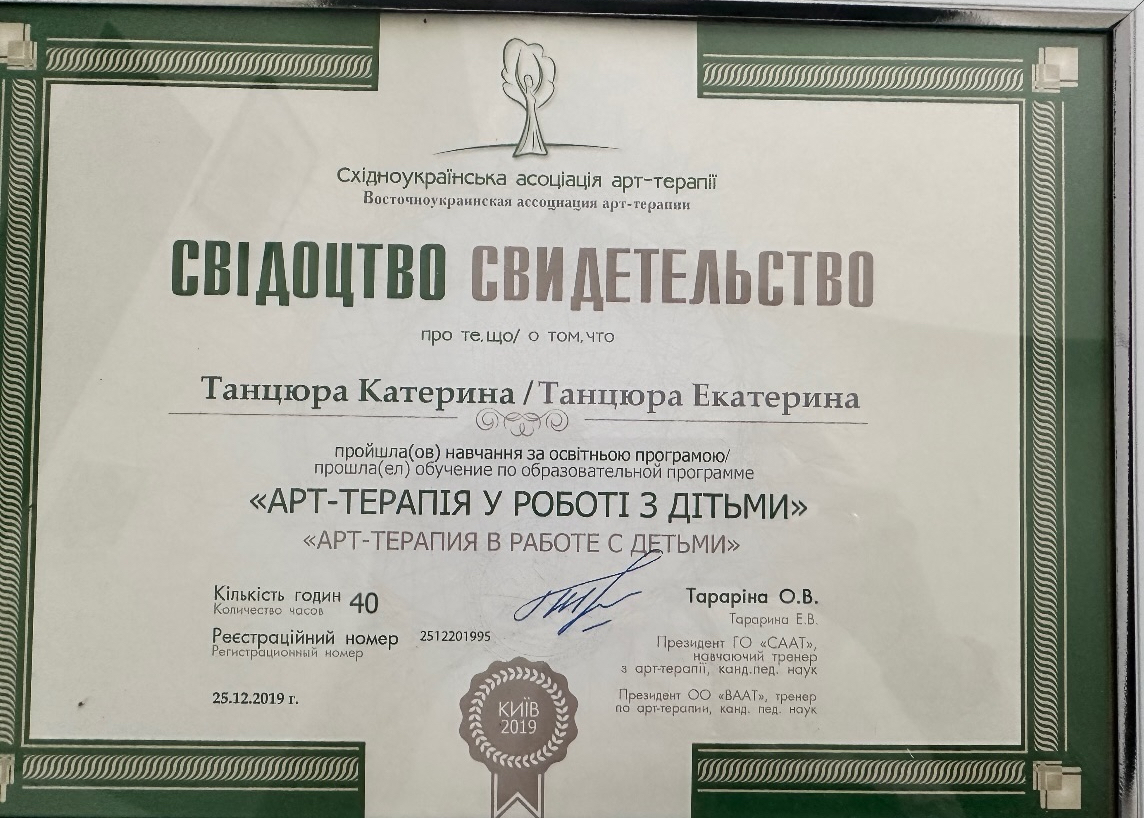 Східноукраїнська асоціація арт-терапії
Восточноукраинская ассоциация арт-терапии
СВІДОЦТВО СВИДЕТЕЛЬСТВО
про те,що/ о том,что
Танцюра Катерина / Танцюра Екатерина
пройшла(ов) навчання за освітньою програмою/
прошла(ел) обучение по образовательной программе
«АРТ-ТЕРАПІЯ У РОБОТІ З ДІТЬМИ»
«АРТ-ТЕРАПИЯ В РАБОТЕ С ДЕТЬМИ»
Кількість годин 40
Количество часов
Реєстраційний номер 2512201995
Регистрационный номер
25.12.2019 г.
Тараріна О.В.
Тарарина Е.В.
Президент ГО «СААТ»,
навчаючий тренер
з арт-терапії, канд.пед. наук
Президент ОО «ВААТ», тренер
по арт-терапии, канд. пед. наук
КИЇВ
2019